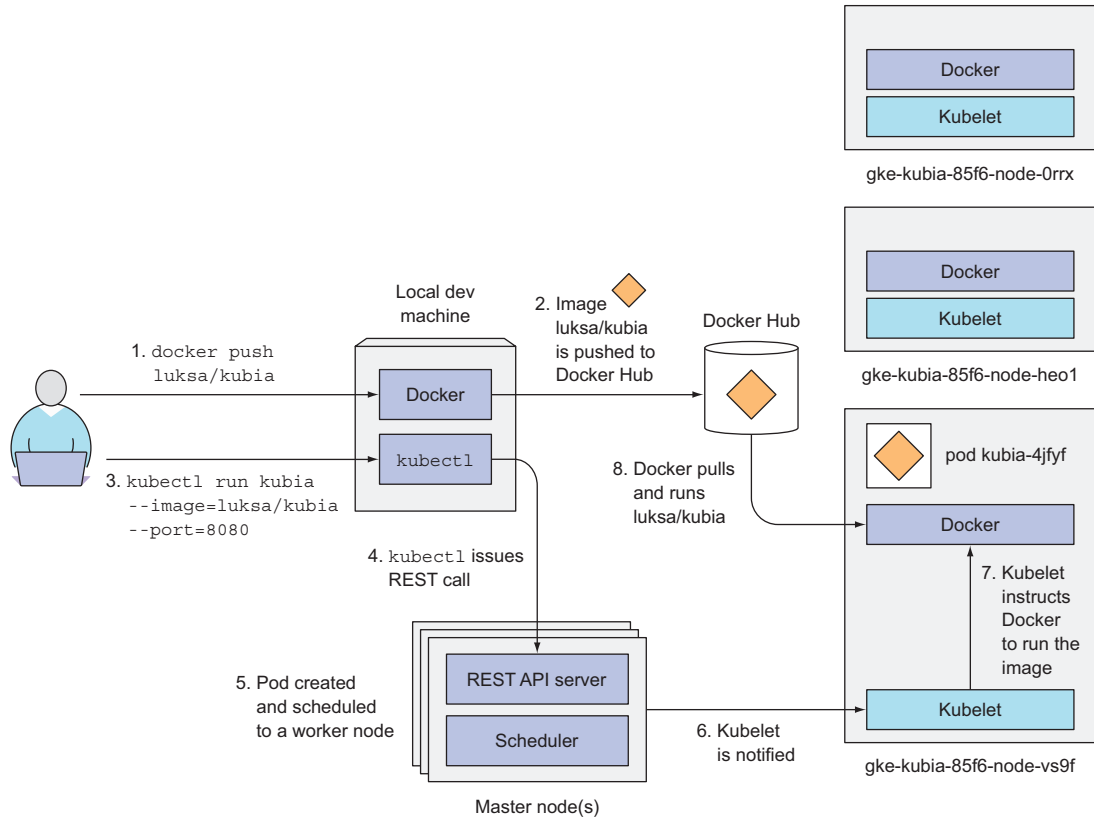 Docker
Kubelet
gke-kubia-85f6-node-0rrx
Docker
Kubelet
gke-kubia-85f6-node-heo1
Local dev
machine
1. docker push
luksa/kubia
Docker
kubectl
2. Image
luksa/kubia
is pushed to
Docker Hub
Docker Hub
3. kubectl run kubia
--image=luksa/kubia
--port=8080
4. kubectl issues
REST call
5. Pod created
and scheduled
to a worker node
REST API server
Scheduler
Master node(s)
6. Kubelet
is notified
8. Docker pulls
and runs
luksa/kubia
pod kubia-4jfyf
Docker
7. Kubelet
instructs
Docker
to run the
image
Kubelet
gke-kubia-85f6-node-vs9f